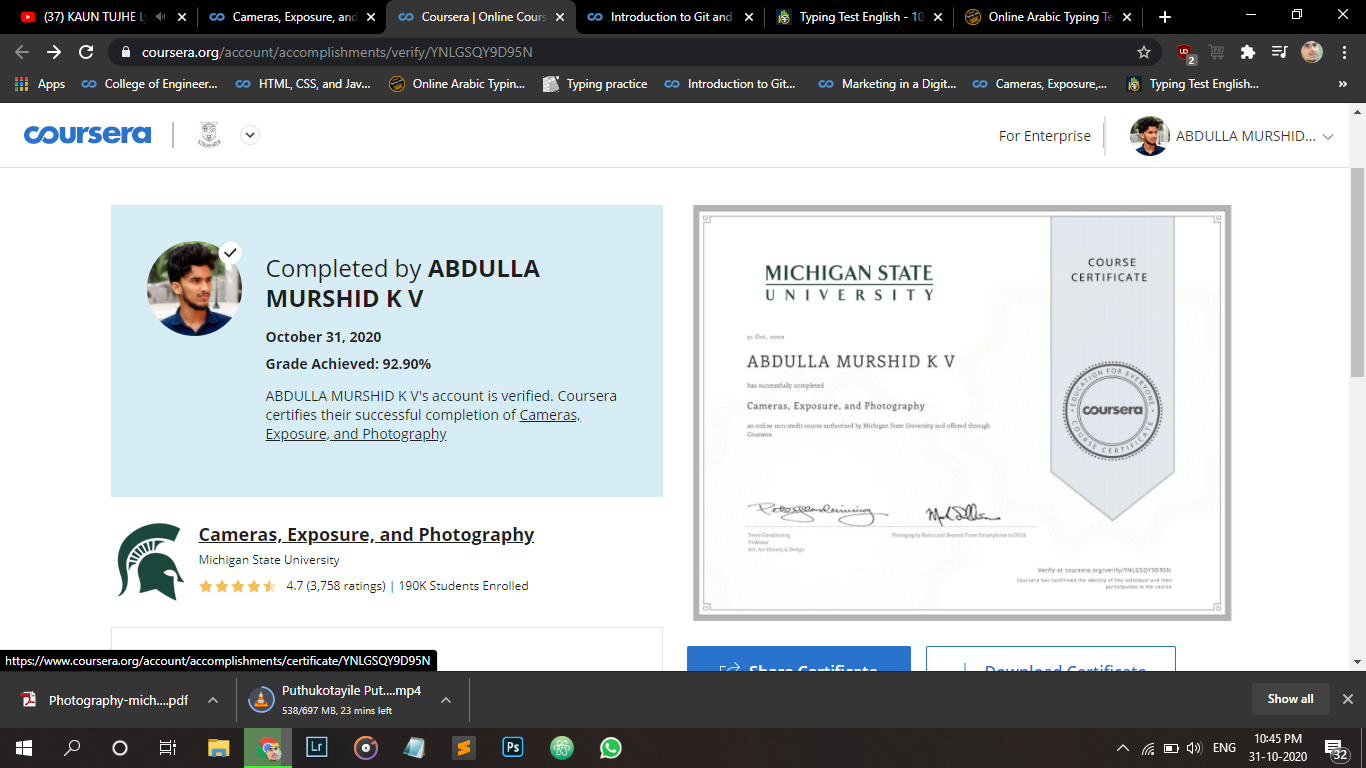 (37) KAUN TUJHE Ly
Cameras, Exposure, and
Coursera | Online Cours
Introduction to Git and
Typing Test English - 10
Online Arabic Typing Te
coursera.org/account/accomplishments/verify/YNLGSQY9D95N
2
Apps
College of Engineer...
HTML, CSS, and Jav...
Online Arabic Typin...
Typing practice
Introduction to Git...
Marketing in a Digit...
Cameras, Exposure,...
Typing Test English...
coursera
For Enterprise
ABDULLA MURSHID...
Completed by ABDULLA
MURSHID K V
October 31, 2020
Grade Achieved: 92.90%
ABDULLA MURSHID K V's account is verified. Coursera
certifies their successful completion of Cameras,
Exposure, and Photography
Cameras, Exposure, and Photography
Michigan State University
4.7 (3,758 ratings) | 190K Students Enrolled
MICHIGAN STATE
UNIVERSITY
31 Oct, 2020
ABDULLA MURSHID K V
has successfully completed
Cameras, Exposure, and Photography
an online non-credit course authorized by Michigan State University and offered through
Coursera
Peter Glendinning
Professor
Art, Art History & Design
Photography Basics and Beyond: From Smartphone to DSLR
COURSE
CERTIFICATE
EDUCATION FOR EVERYONE
coursera
COURSE CERTIFICATE
Verify at coursera.org/verify/YNLGSQY9D95N
Coursera has confirmed the identity of this individual and their
participation in the course.
Share Certificate
Download Certificate
https://www.coursera.org/account/accomplishments/certificate/YNLGSQY9D95N
Photography-mich....pdf
Puthukotayile Put....mp4
538/697 MB, 23 mins left
Show all
Lr
Ps
ENG
10:45 PM
31-10-2020
32